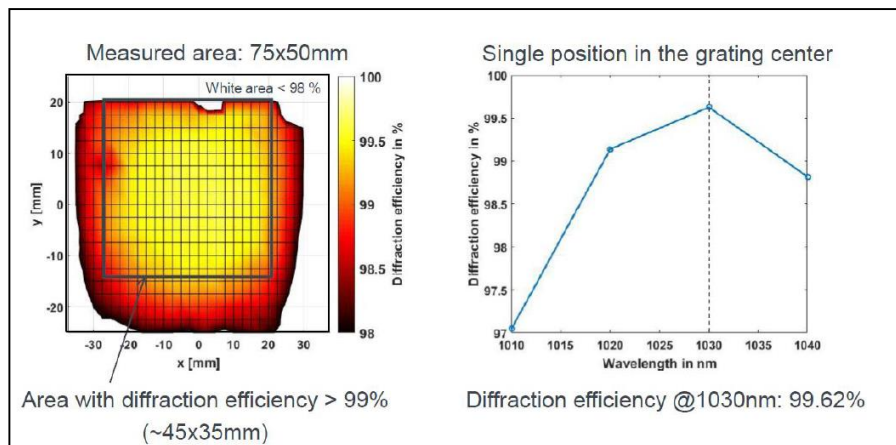 Measured area: 75x50mm
White area < 98 %
20
10
0
-10
-20
y [mm]
-30
-20
-10
0
10
20
30
x [mm]
100
99.5
99
98.5
98
Diffraction efficiency in %
Area with diffraction efficiency > 99%
(~45x35mm)
Single position in the grating center
100
99.5
99
98.5
98
97.5
97
Diffraction efficiency in %
1010
1015
1020
1025
1030
1035
1040
Wavelength in nm
Diffraction efficiency @1030nm: 99.62%